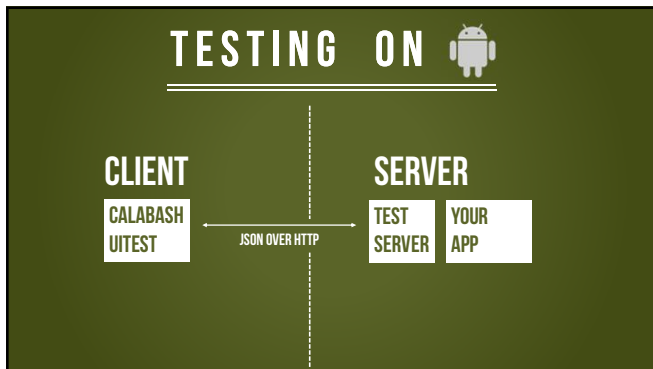 TESTING ON
CLIENT
CALABASH
UITEST
JSON OVER HTTP
SERVER
TEST
SERVER
YOUR
APP